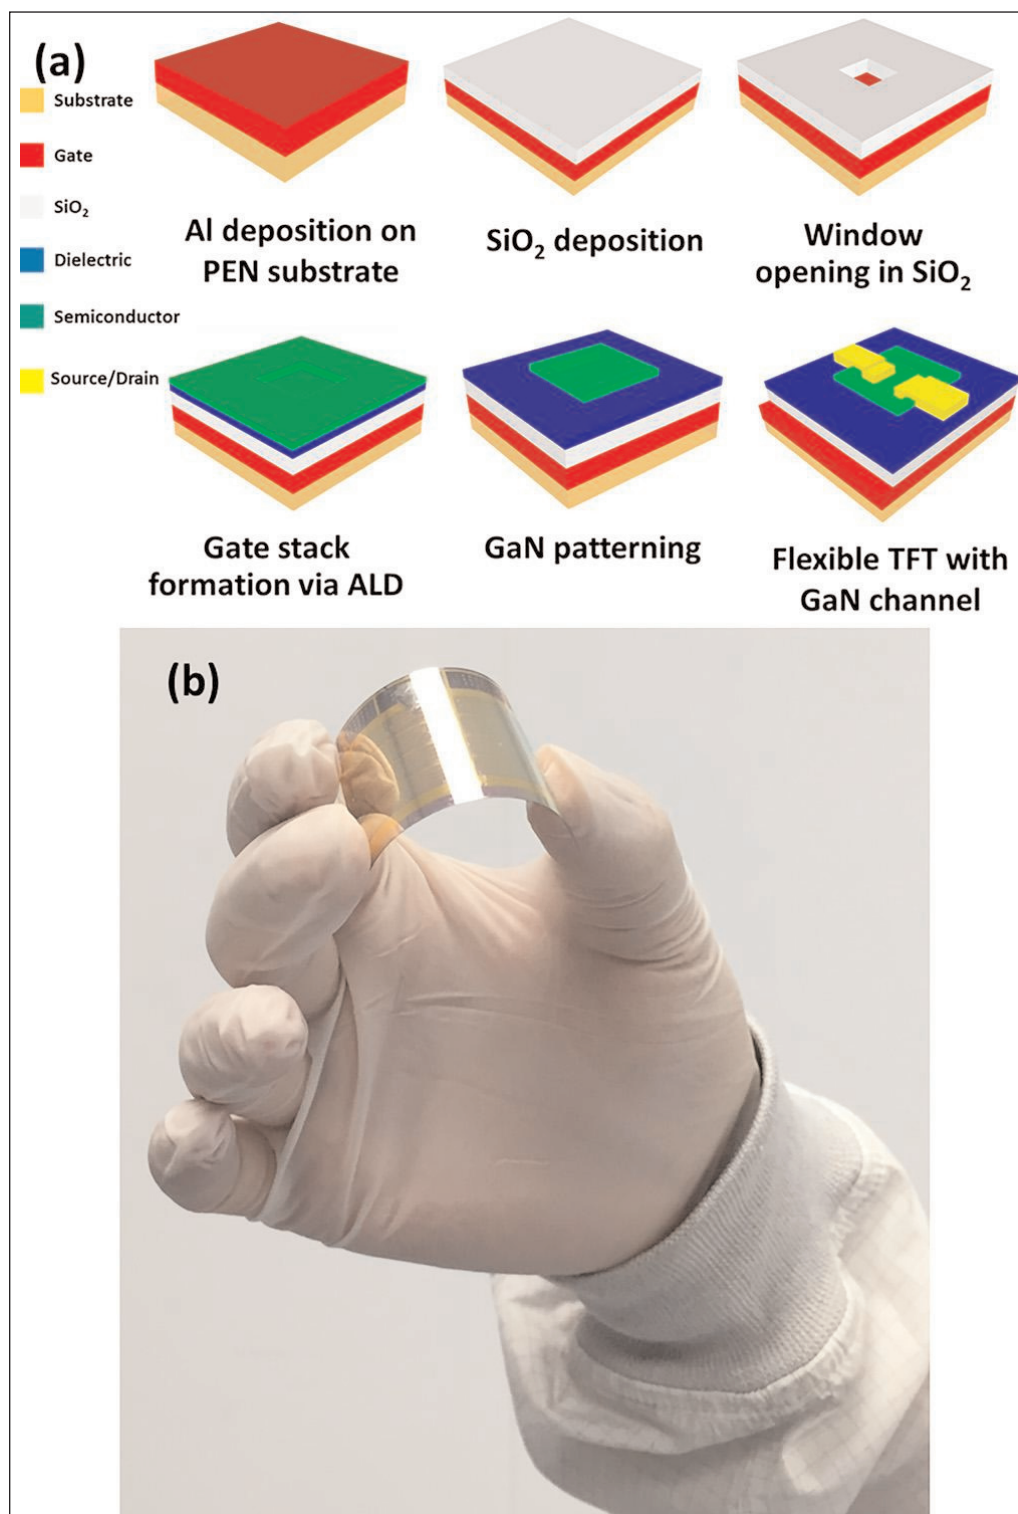 (a)
Substrate
Gate
SiO₂
Dielectric
Semiconductor
Source/Drain
Al deposition on
PEN substrate
SiO₂ deposition
Window
opening in SiO₂
Gate stack
formation via ALD
GaN patterning
Flexible TFT with
GaN channel
(b)